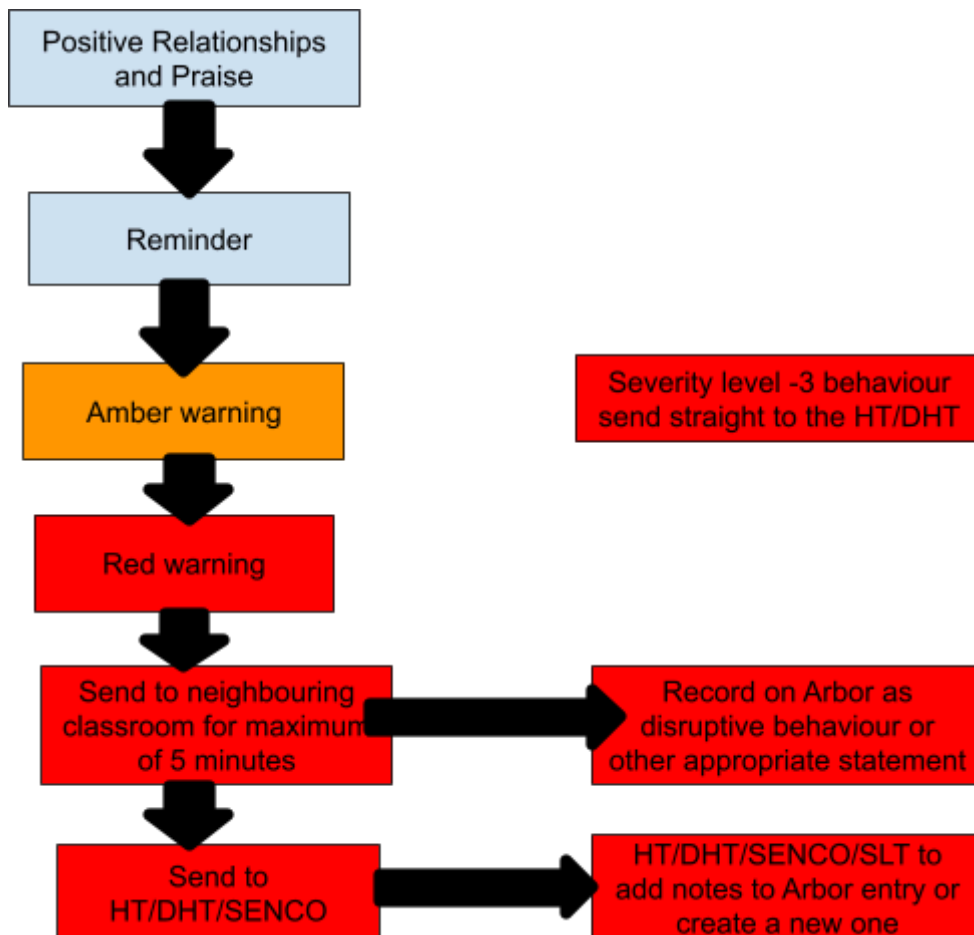 Positive Relationships
and Praise
Reminder
Amber warning
Severity level -3 behaviour
send straight to the HT/DHT
Red warning
Send to neighbouring
classroom for maximum
of 5 minutes
Record on Arbor as
disruptive behaviour or
other appropriate statement
Send to
HT/DHT/SENCO
HT/DHT/SENCO/SLT to
add notes to Arbor entry or
create a new one